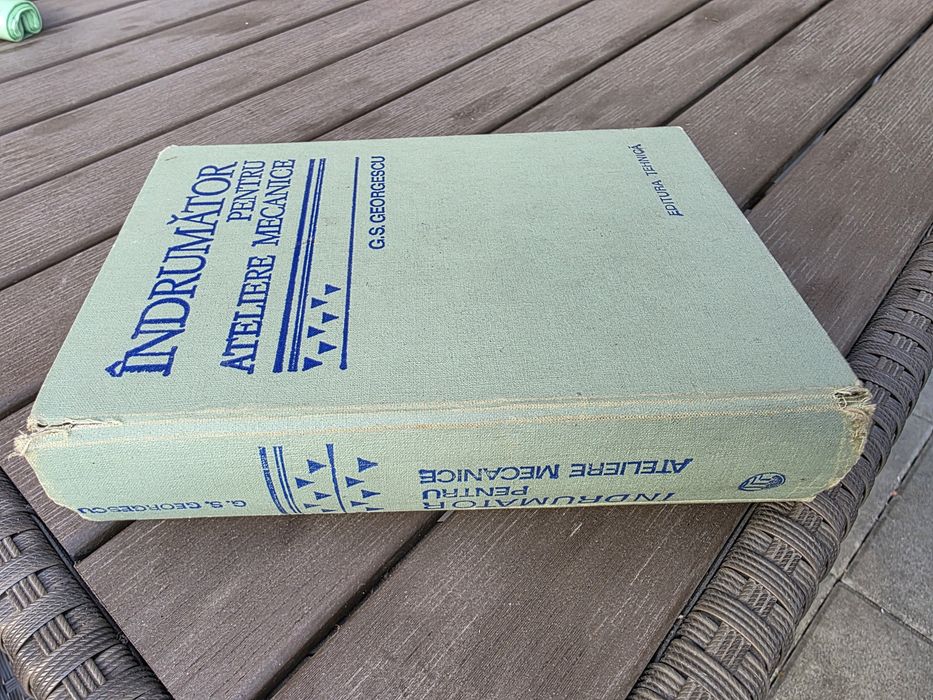 ÎNDRUMĂTOR
PENTRU
ATELIERE MECANICE
G.S.GEORGESCU
EDITURA TEHNICĂ
G. S. GEORGESCU
ÎNDRUMĂTOR
PENTRU
ATELIERE MECANICE